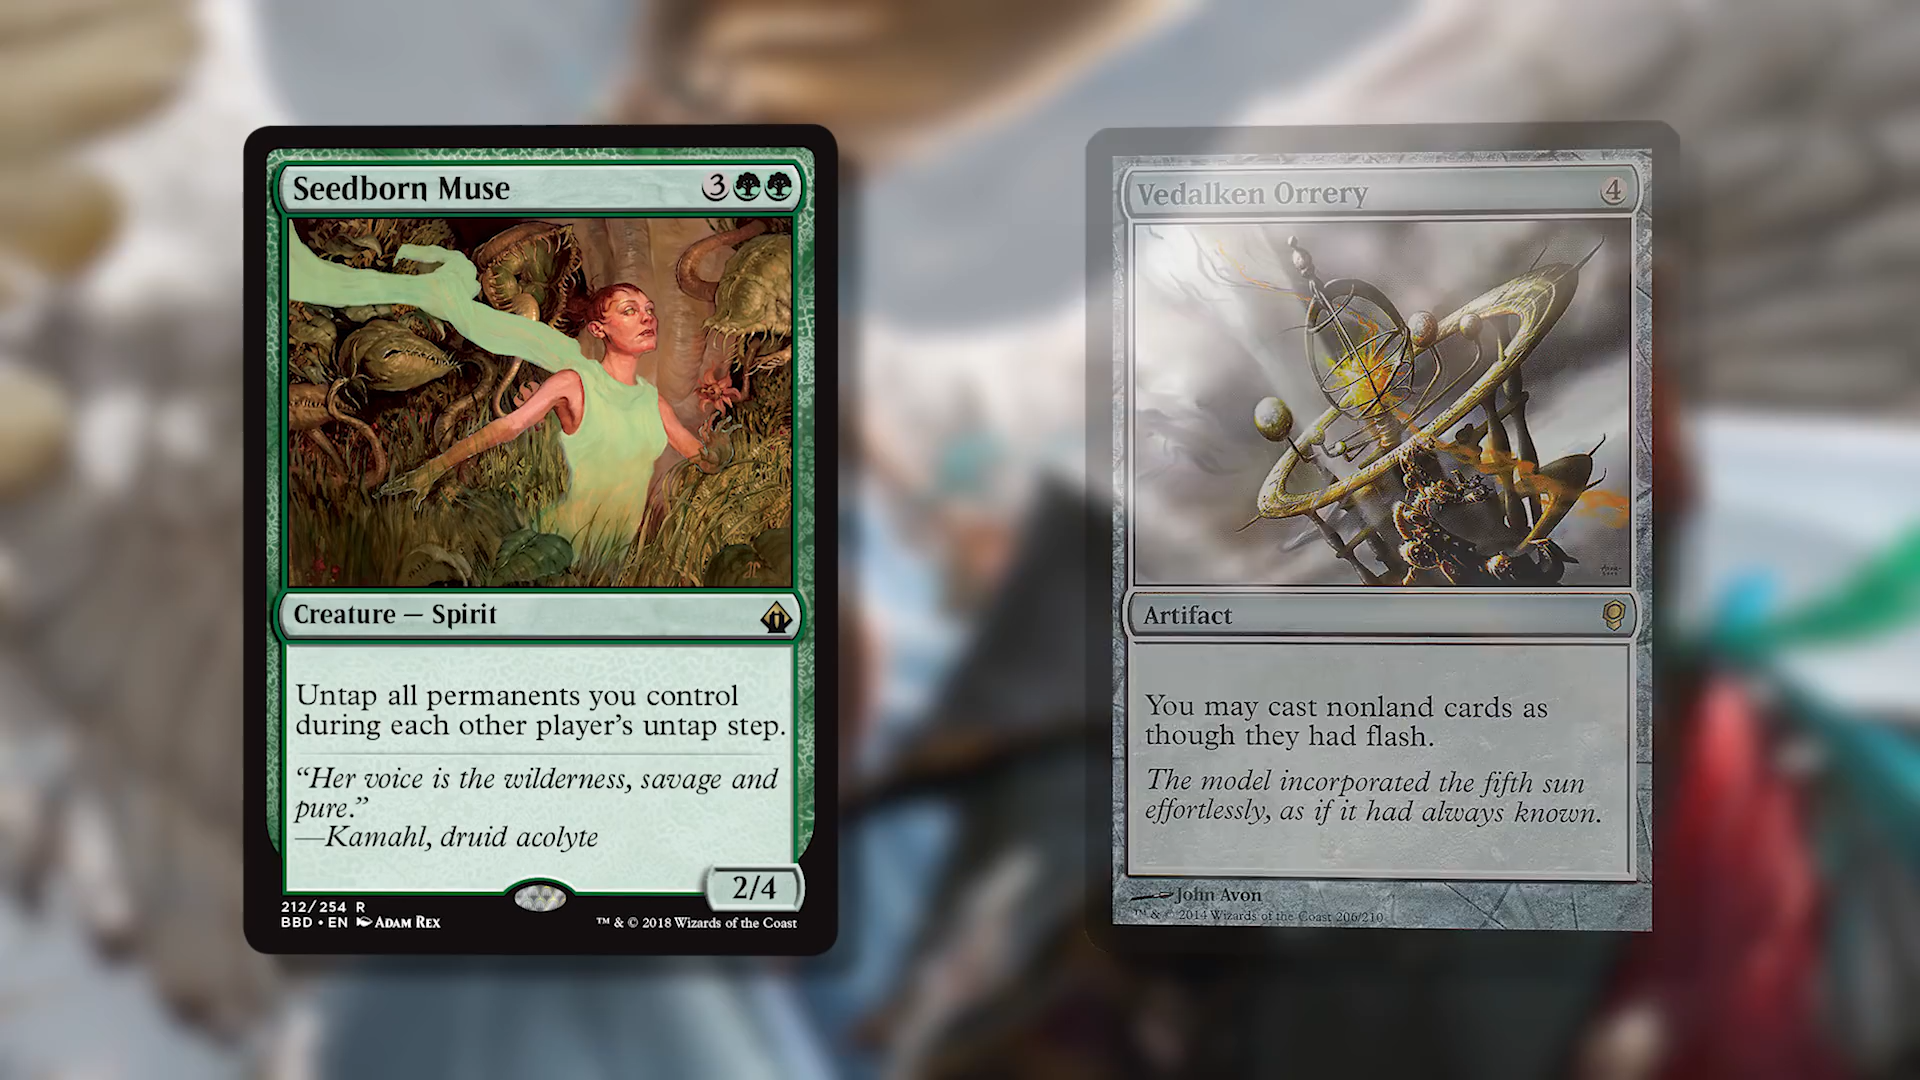 Seedborn Muse
3
Creature — Spirit
Untap all permanents you control
during each other player's untap step.
“Her voice is the wilderness, savage and
pure.”
—Kamahl, druid acolyte
2/4
212/254 R
BBD • EN ADAM REX
™ & © 2018 Wizards of the Coast
Vedalken Orrery
4
Artifact
You may cast nonland cards as
though they had flash.
The model incorporated the fifth sun
effortlessly, as if it had always known.
John Avon
™ & © 2014 Wizards of the Coast 206/210